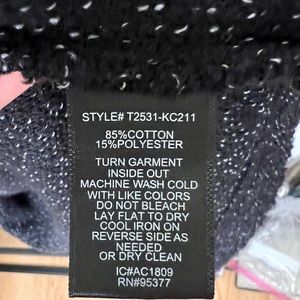 STYLE# T2531-KC211
85%COTTON
15%POLYESTER
TURN GARMENT
INSIDE OUT
MACHINE WASH COLD
WITH LIKE COLORS
DO NOT BLEACH
LAY FLAT TO DRY
COOL IRON ON
REVERSE SIDE AS
NEEDED
OR DRY CLEAN
IC#AC1809
RN#95377